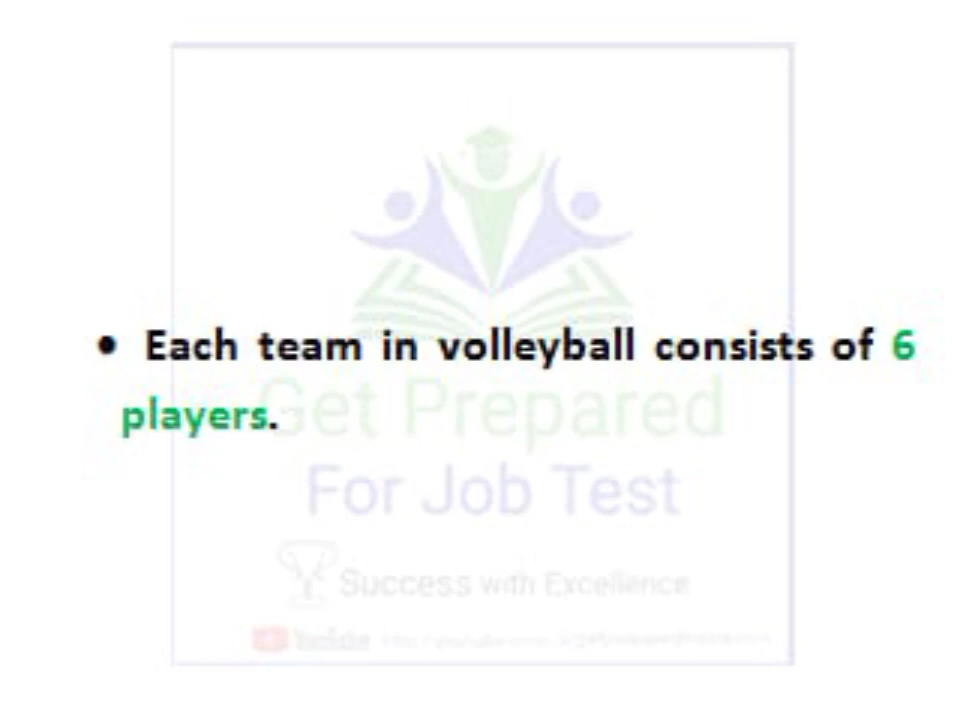 • Each team in volleyball consists of 6
players.
Get Prepared
For Job Test
Success with Excellence
YouTube